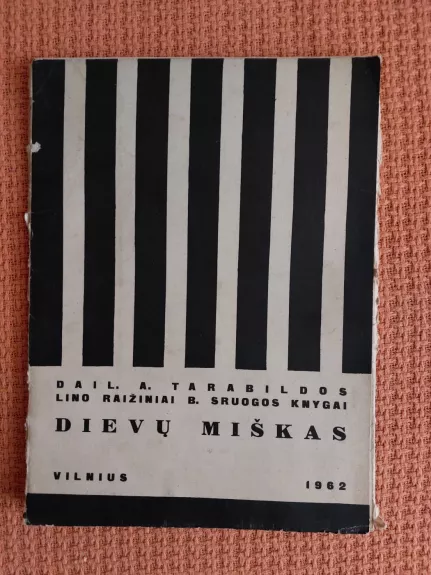 DAIL. A. TARABILDOS
LINO RAIŽINIAI B. SRUOGOS KNYGAI
DIEVŲ MIŠKAS
VILNIUS 1962